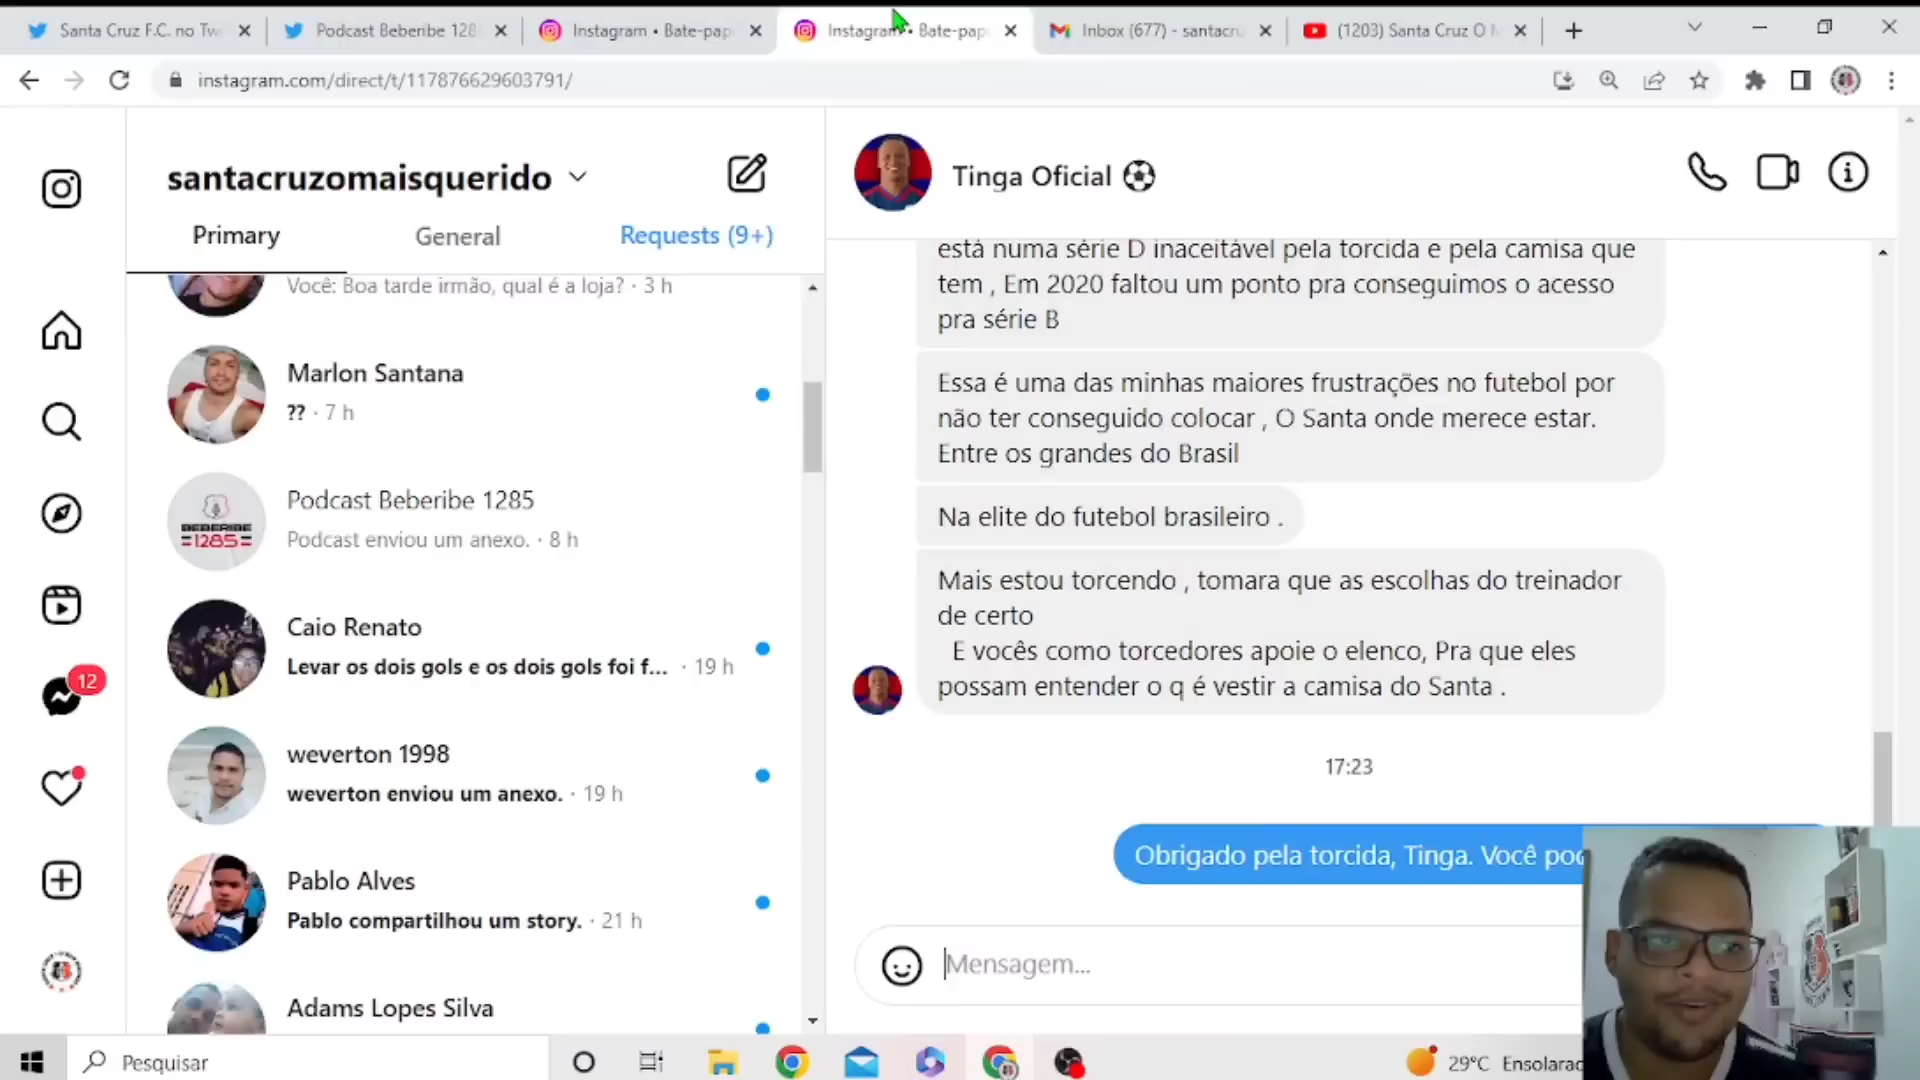 Santa Cruz F.C. no Tw
Podcast Beberibe 128
Instagram • Bate-pap
Instagram • Bate-pap
Inbox (677) - santacru
(1203) Santa Cruz O M
instagram.com/direct/t/117876629603791/
santacruzomaisquerido
Primary
General
Requests (9+)
Você: Boa tarde irmão, qual é a loja? · 3 h
Marlon Santana
?? · 7 h
Podcast Beberibe 1285
Podcast enviou um anexo. · 8 h
BEBERIBE
1285
Caio Renato
Levar os dois gols e os dois gols foi f... · 19 h
weverton 1998
weverton enviou um anexo. · 19 h
Pablo Alves
Pablo compartilhou um story. · 21 h
Adams Lopes Silva
12
Tinga Oficial
está numa série D inaceitável pela torcida e pela camisa que
tem , Em 2020 faltou um ponto pra conseguimos o acesso
pra série B
Essa é uma das minhas maiores frustrações no futebol por
não ter conseguido colocar , O Santa onde merece estar.
Entre os grandes do Brasil
Na elite do futebol brasileiro .
Mais estou torcendo , tomara que as escolhas do treinador
de certo
E vocês como torcedores apoie o elenco, Pra que eles
possam entender o q é vestir a camisa do Santa .
17:23
Obrigado pela torcida, Tinga. Você poc
Mensagem...
Pesquisar
29°C Ensolarad